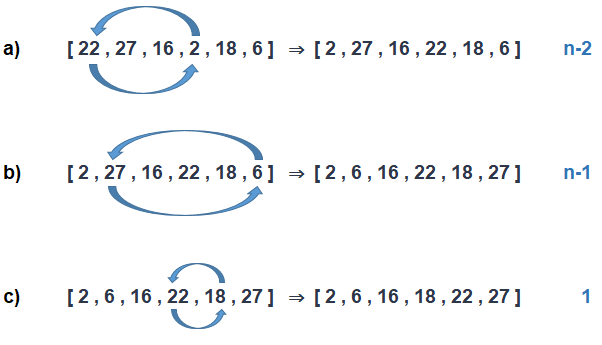 a) [ 22 , 27 , 16 , 2 , 18 , 6 ] ⇒ [ 2 , 27 , 16 , 22 , 18 , 6 ] n-2
b) [ 2 , 27 , 16 , 22 , 18 , 6 ] ⇒ [ 2 , 6 , 16 , 22 , 18 , 27 ] n-1
c) [ 2 , 6 , 16 , 22 , 18 , 27 ] ⇒ [ 2 , 6 , 16 , 18 , 22 , 27 ] 1